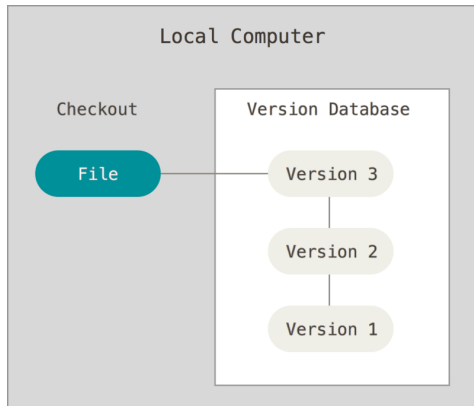 Local Computer
Checkout
Version Database
File
Version 3
Version 2
Version 1